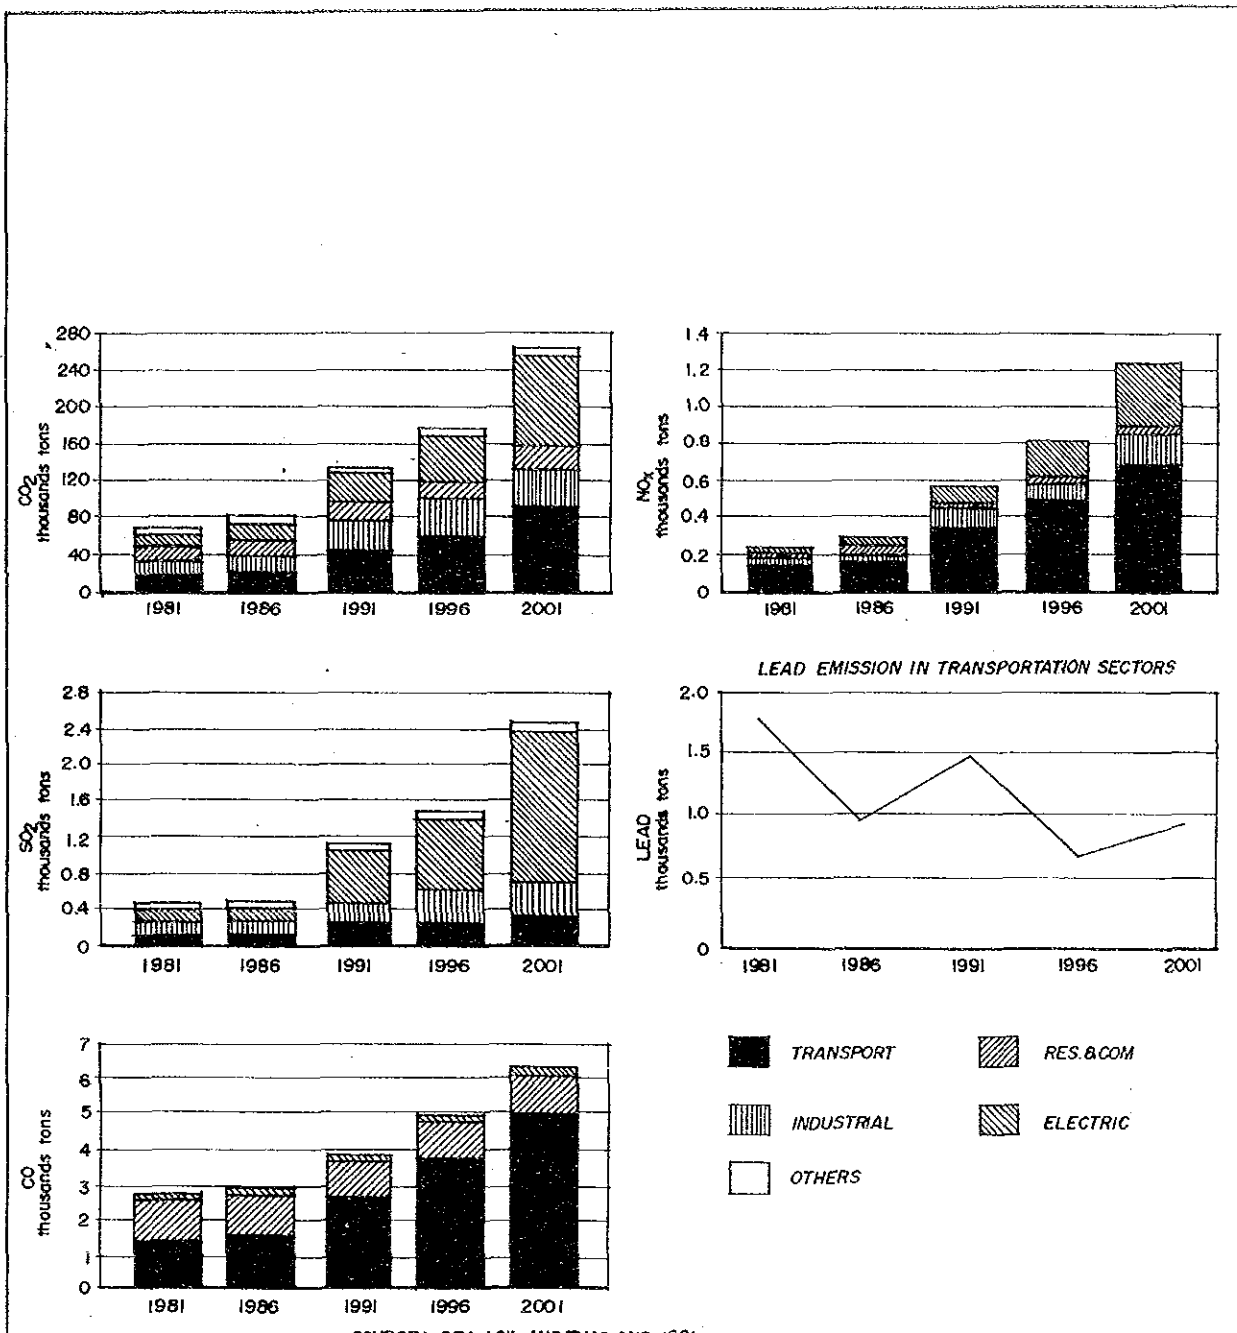 280
240
200
160
120
80
40
0
CO2
thousands tons
1981 1986 1991 1996 2001
1.4
1.2
1.0
0.8
0.6
0.4
0.2
0
NOX
thousands tons
1981 1986 1991 1996 2001
2.8
2.4
2.0
1.6
1.2
0.8
0.4
0
SO2
thousands tons
1981 1986 1991 1996 2001
LEAD EMISSION IN TRANSPORTATION SECTORS
2.0
1.5
1.0
0.5
0
LEAD
thousands tons
1981 1986 1991 1996 2001
7
6
5
4
3
2
1
0
CO
thousands tons
1981 1986 1991 1996 2001
TRANSPORT
RES.&COM
INDUSTRIAL
ELECTRIC
OTHERS